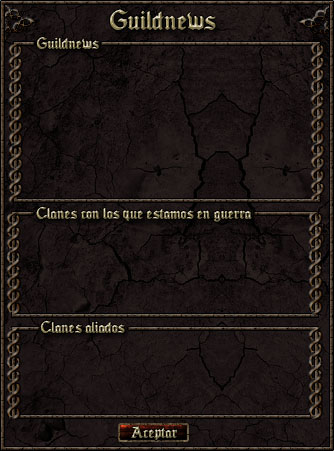 Guildnews
Guildnews
Clanes con los que estamos en guerra
Clanes aliados
Aceptar